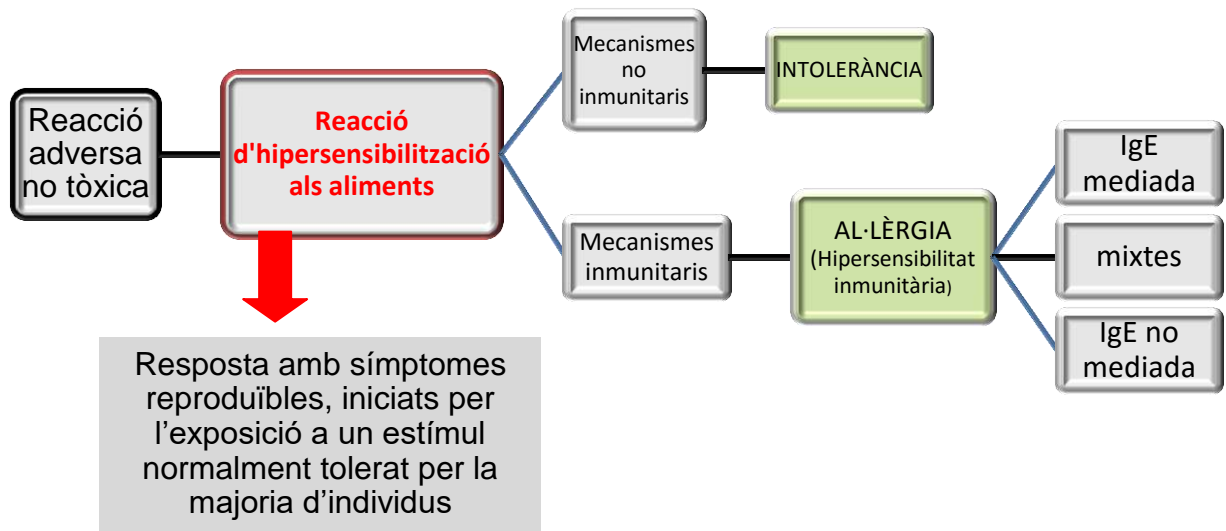 Reacció
adversa
no tòxica
Reacció
d'hipersensibilització
als aliments
Resposta amb símptomes
reproduïbles, iniciats per
l’exposició a un estímul
normalment tolerat per la
majoria d’individus
Mecanismes
no
inmunitaris
INTOLERÀNCIA
Mecanismes
inmunitaris
AL·LÈRGIA
(Hipersensibilitat
inmunitària)
IgE
mediada
mixtes
IgE no
mediada